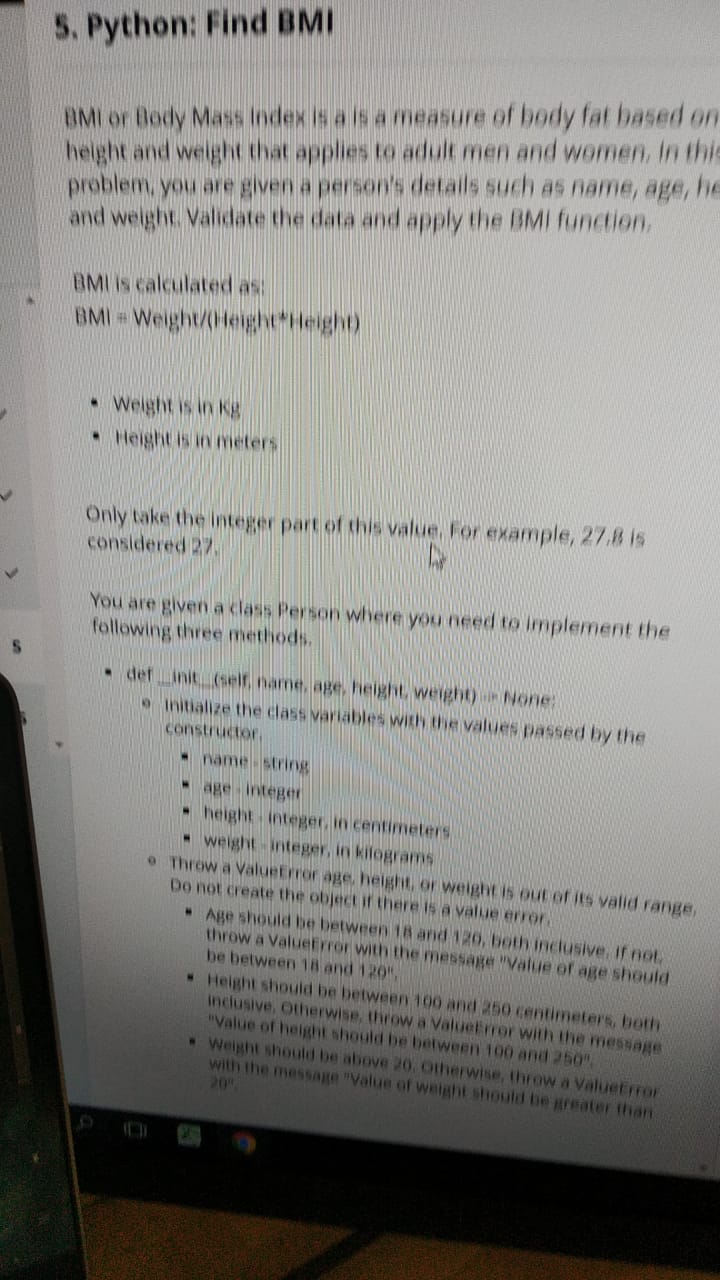 5. Python: Find BMI
BMI or Body Mass Index is a is a measure of body fat based on
height and weight that applies to adult men and women. In this
problem, you are given a person's details such as name, age, he
and weight. Validate the data and apply the BMI function.
BMI is calculated as:
BMI = Weight/(Height*Height)
• Weight is in Kg
• Height is in meters
Only take the integer part of this value. For example, 27.8 is
considered 27.
You are given a class Person where you need to implement the
following three methods.
• def __init__(self, name, age, height, weight) -> None:
o Initialize the class variables with the values passed by the
constructor.
▪ name - string
▪ age - integer
▪ height - integer, in centimeters
▪ weight - integer, in kilograms
o Throw a ValueError age, height, or weight is out of its valid range.
Do not create the object if there is a value error.
▪ Age should be between 18 and 120, both inclusive. If not,
throw a ValueError with the message "Value of age should
be between 18 and 120".
▪ Height should be between 100 and 250 centimeters, both
inclusive. Otherwise, throw a ValueError with the message
"Value of height should be between 100 and 250".
▪ Weight should be above 20. Otherwise, throw a ValueError
with the message "Value of weight should be greater than
20".
5